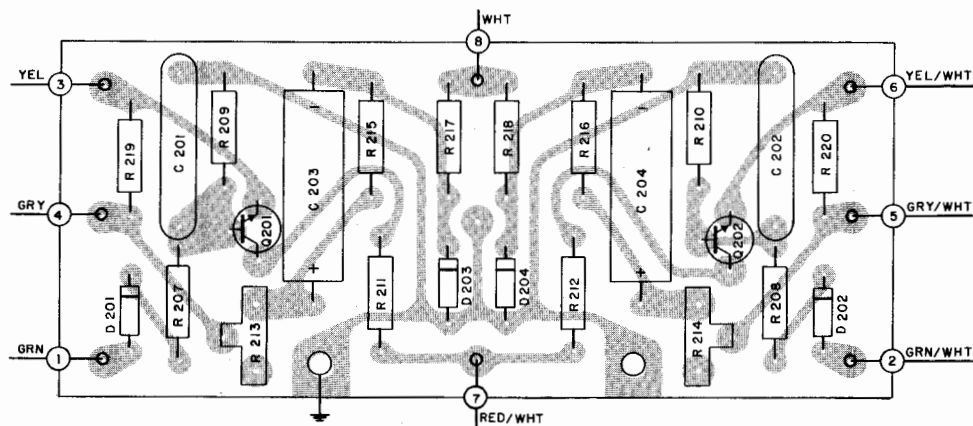 WHT
8
YEL
3
YEL/WHT
6
R 219
C 201
R 209
C 203
R 215
R 217
R 218
R 216
C 204
R 210
C 202
R 220
-
-
GRY
4
GRY/WHT
5
Q201
Q202
+
+
D 201
R 207
R 213
R 211
D 203
D 204
R 212
R 214
R 208
D 202
GRN
1
GRN/WHT
2
7
RED/WHT